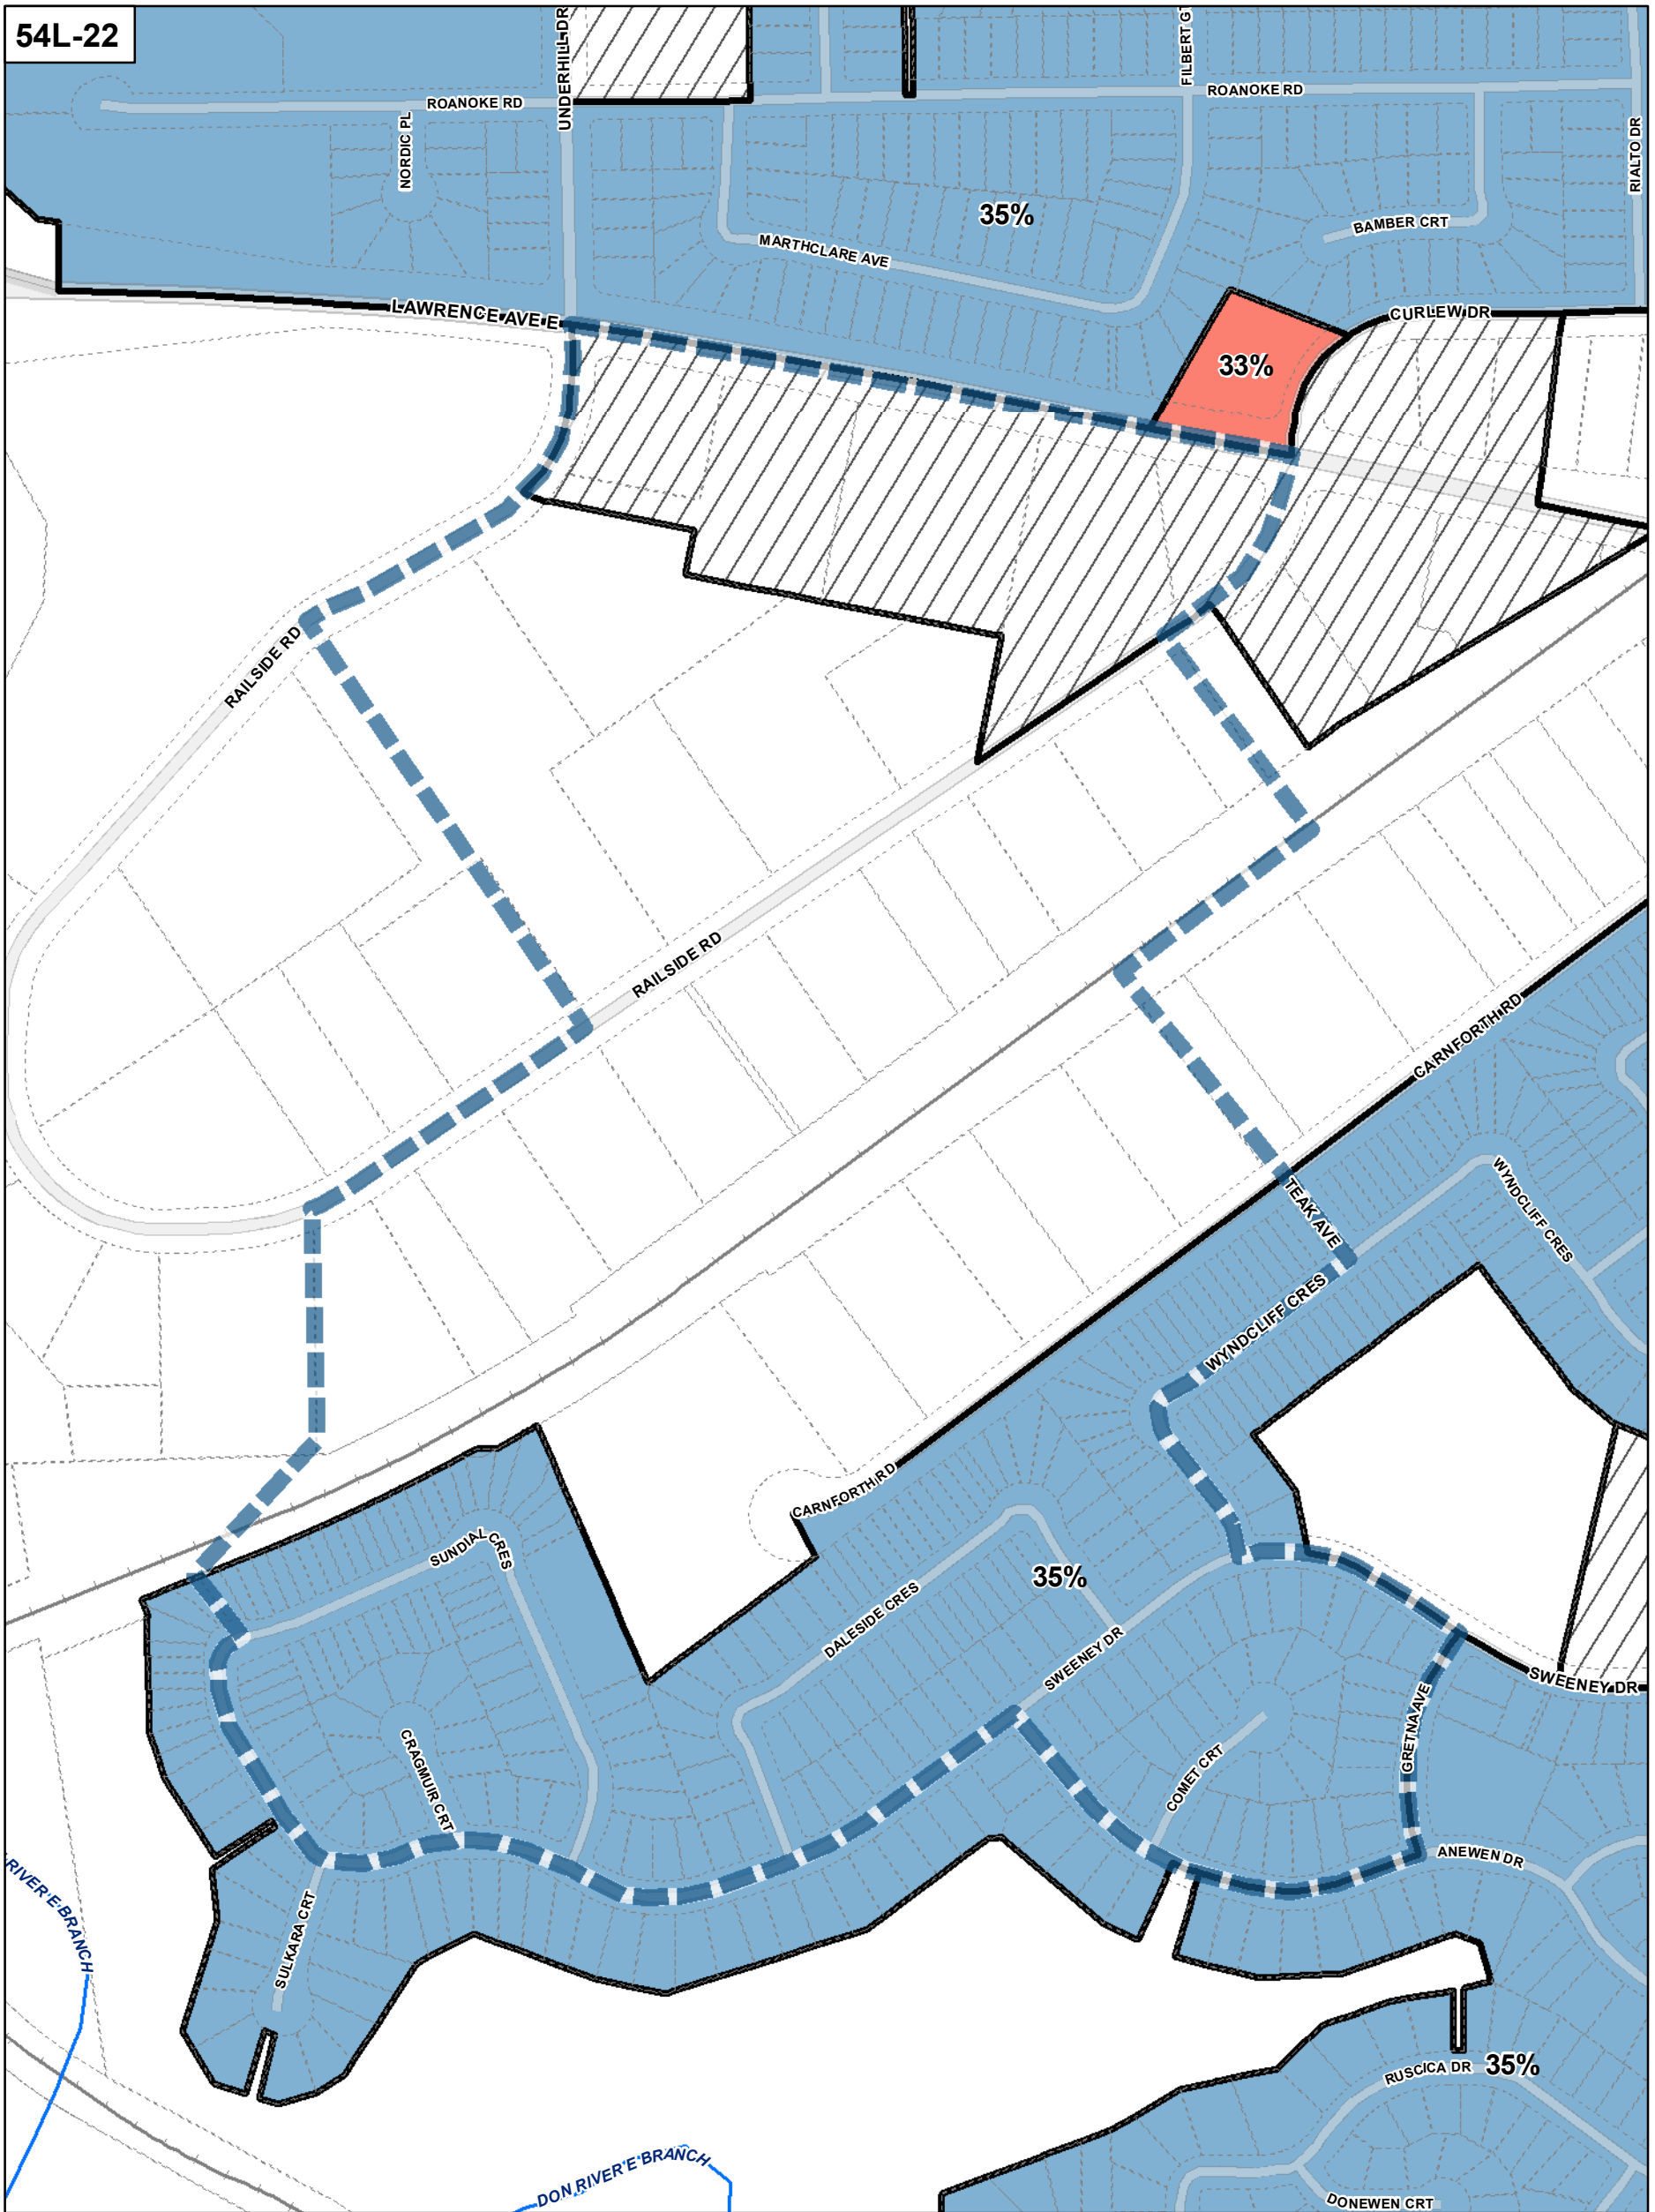 54L-22
UNDERHILL DR
FILBERT G
ROANOKE RD
ROANOKE RD
NORDIC PL
RIALTO DR
35%
BAMBER CRT
MARTHCLARE AVE
LAWRENCE AVE E
CURLEW DR
33%
RAILSIDE RD
RAILSIDE RD
CARNFORTH RD
TEAK AVE
WYNDCLIFF CRES
WYNDCLIFF CRES
CARNFORTH RD
SUNDIAL CRES
35%
DALESIDE CRES
SWEENEY DR
SWEENEY DR
GRETNA AVE
CRAGMUIR CRT
COMET CRT
ANEWEN DR
RIVER E BRANCH
SULKARA CRT
RUSCICA DR
35%
DON RIVER E BRANCH
DONEWEN CRT